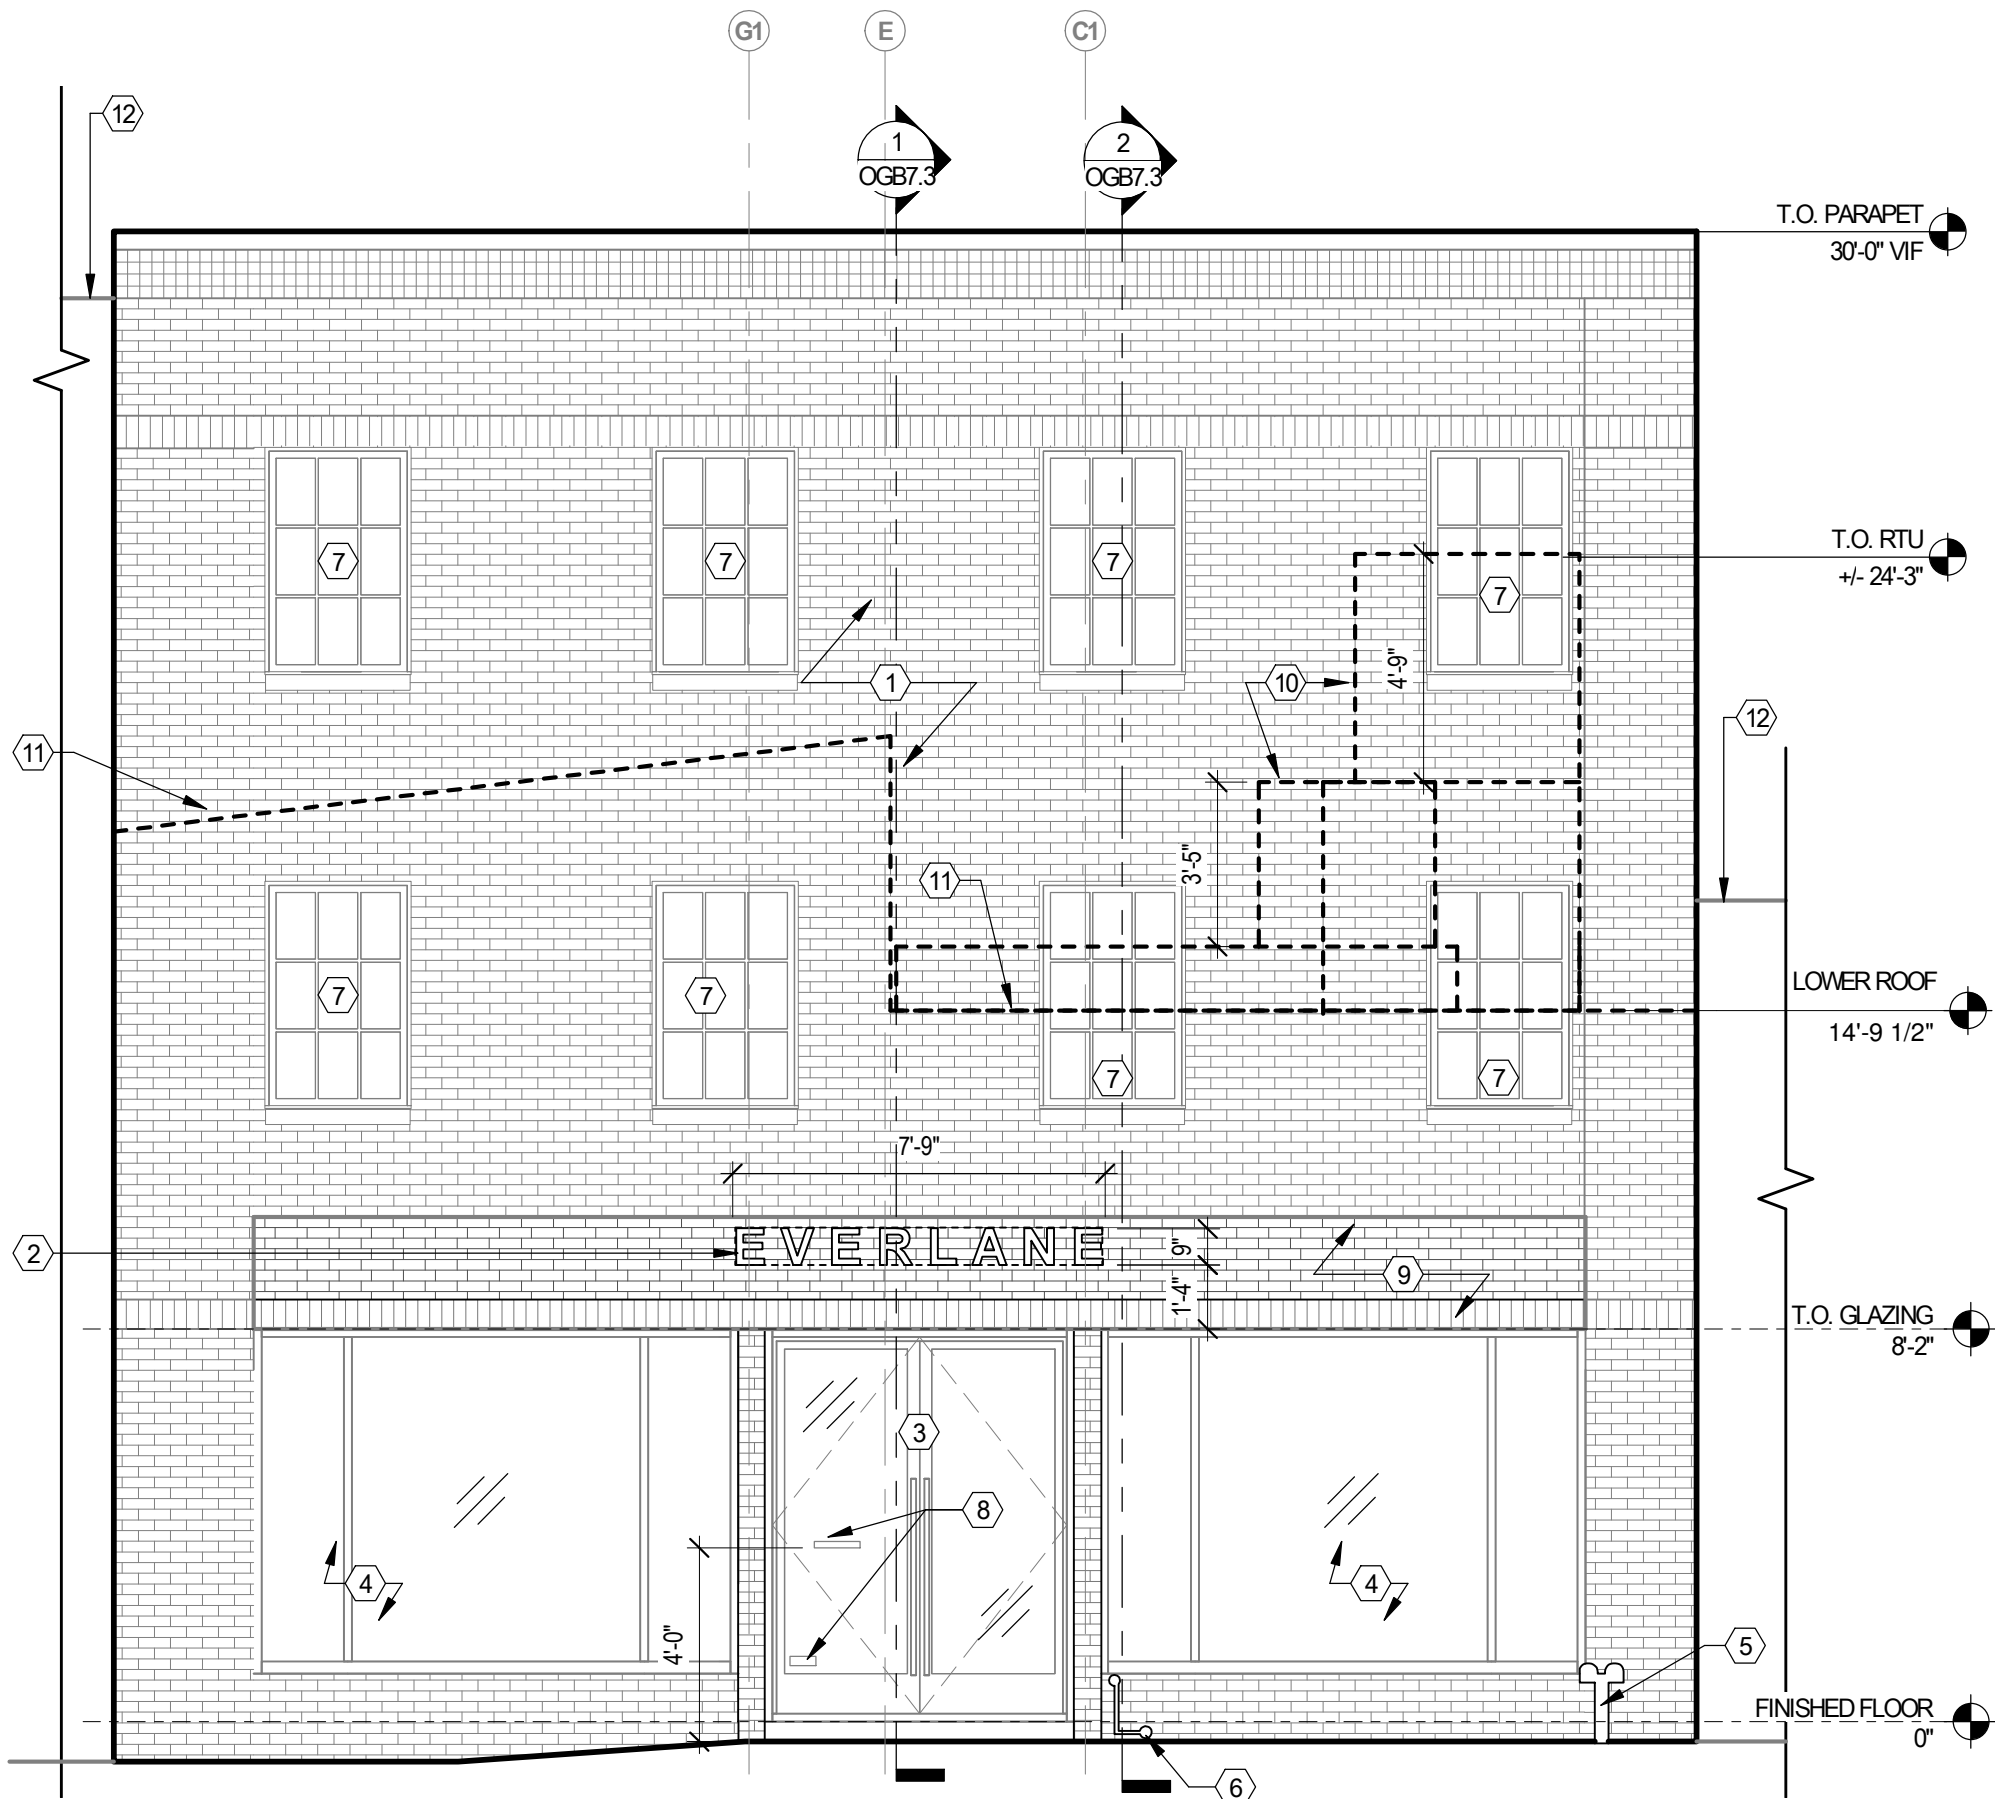 G1
E
C1
12
1
OGB7.3
2
OGB7.3
T.O. PARAPET
30'-0" VIF
7
7
7
7
T.O. RTU
+/- 24'-3"
4'-9"
1
10
12
11
3'-5"
11
7
7
7
7
LOWER ROOF
14'-9 1/2"
7'-9"
2
EVERLANE
9"
1'-4"
9
T.O. GLAZING
8'-2"
3
8
4
4
4'-0"
5
FINISHED FLOOR
0"
6